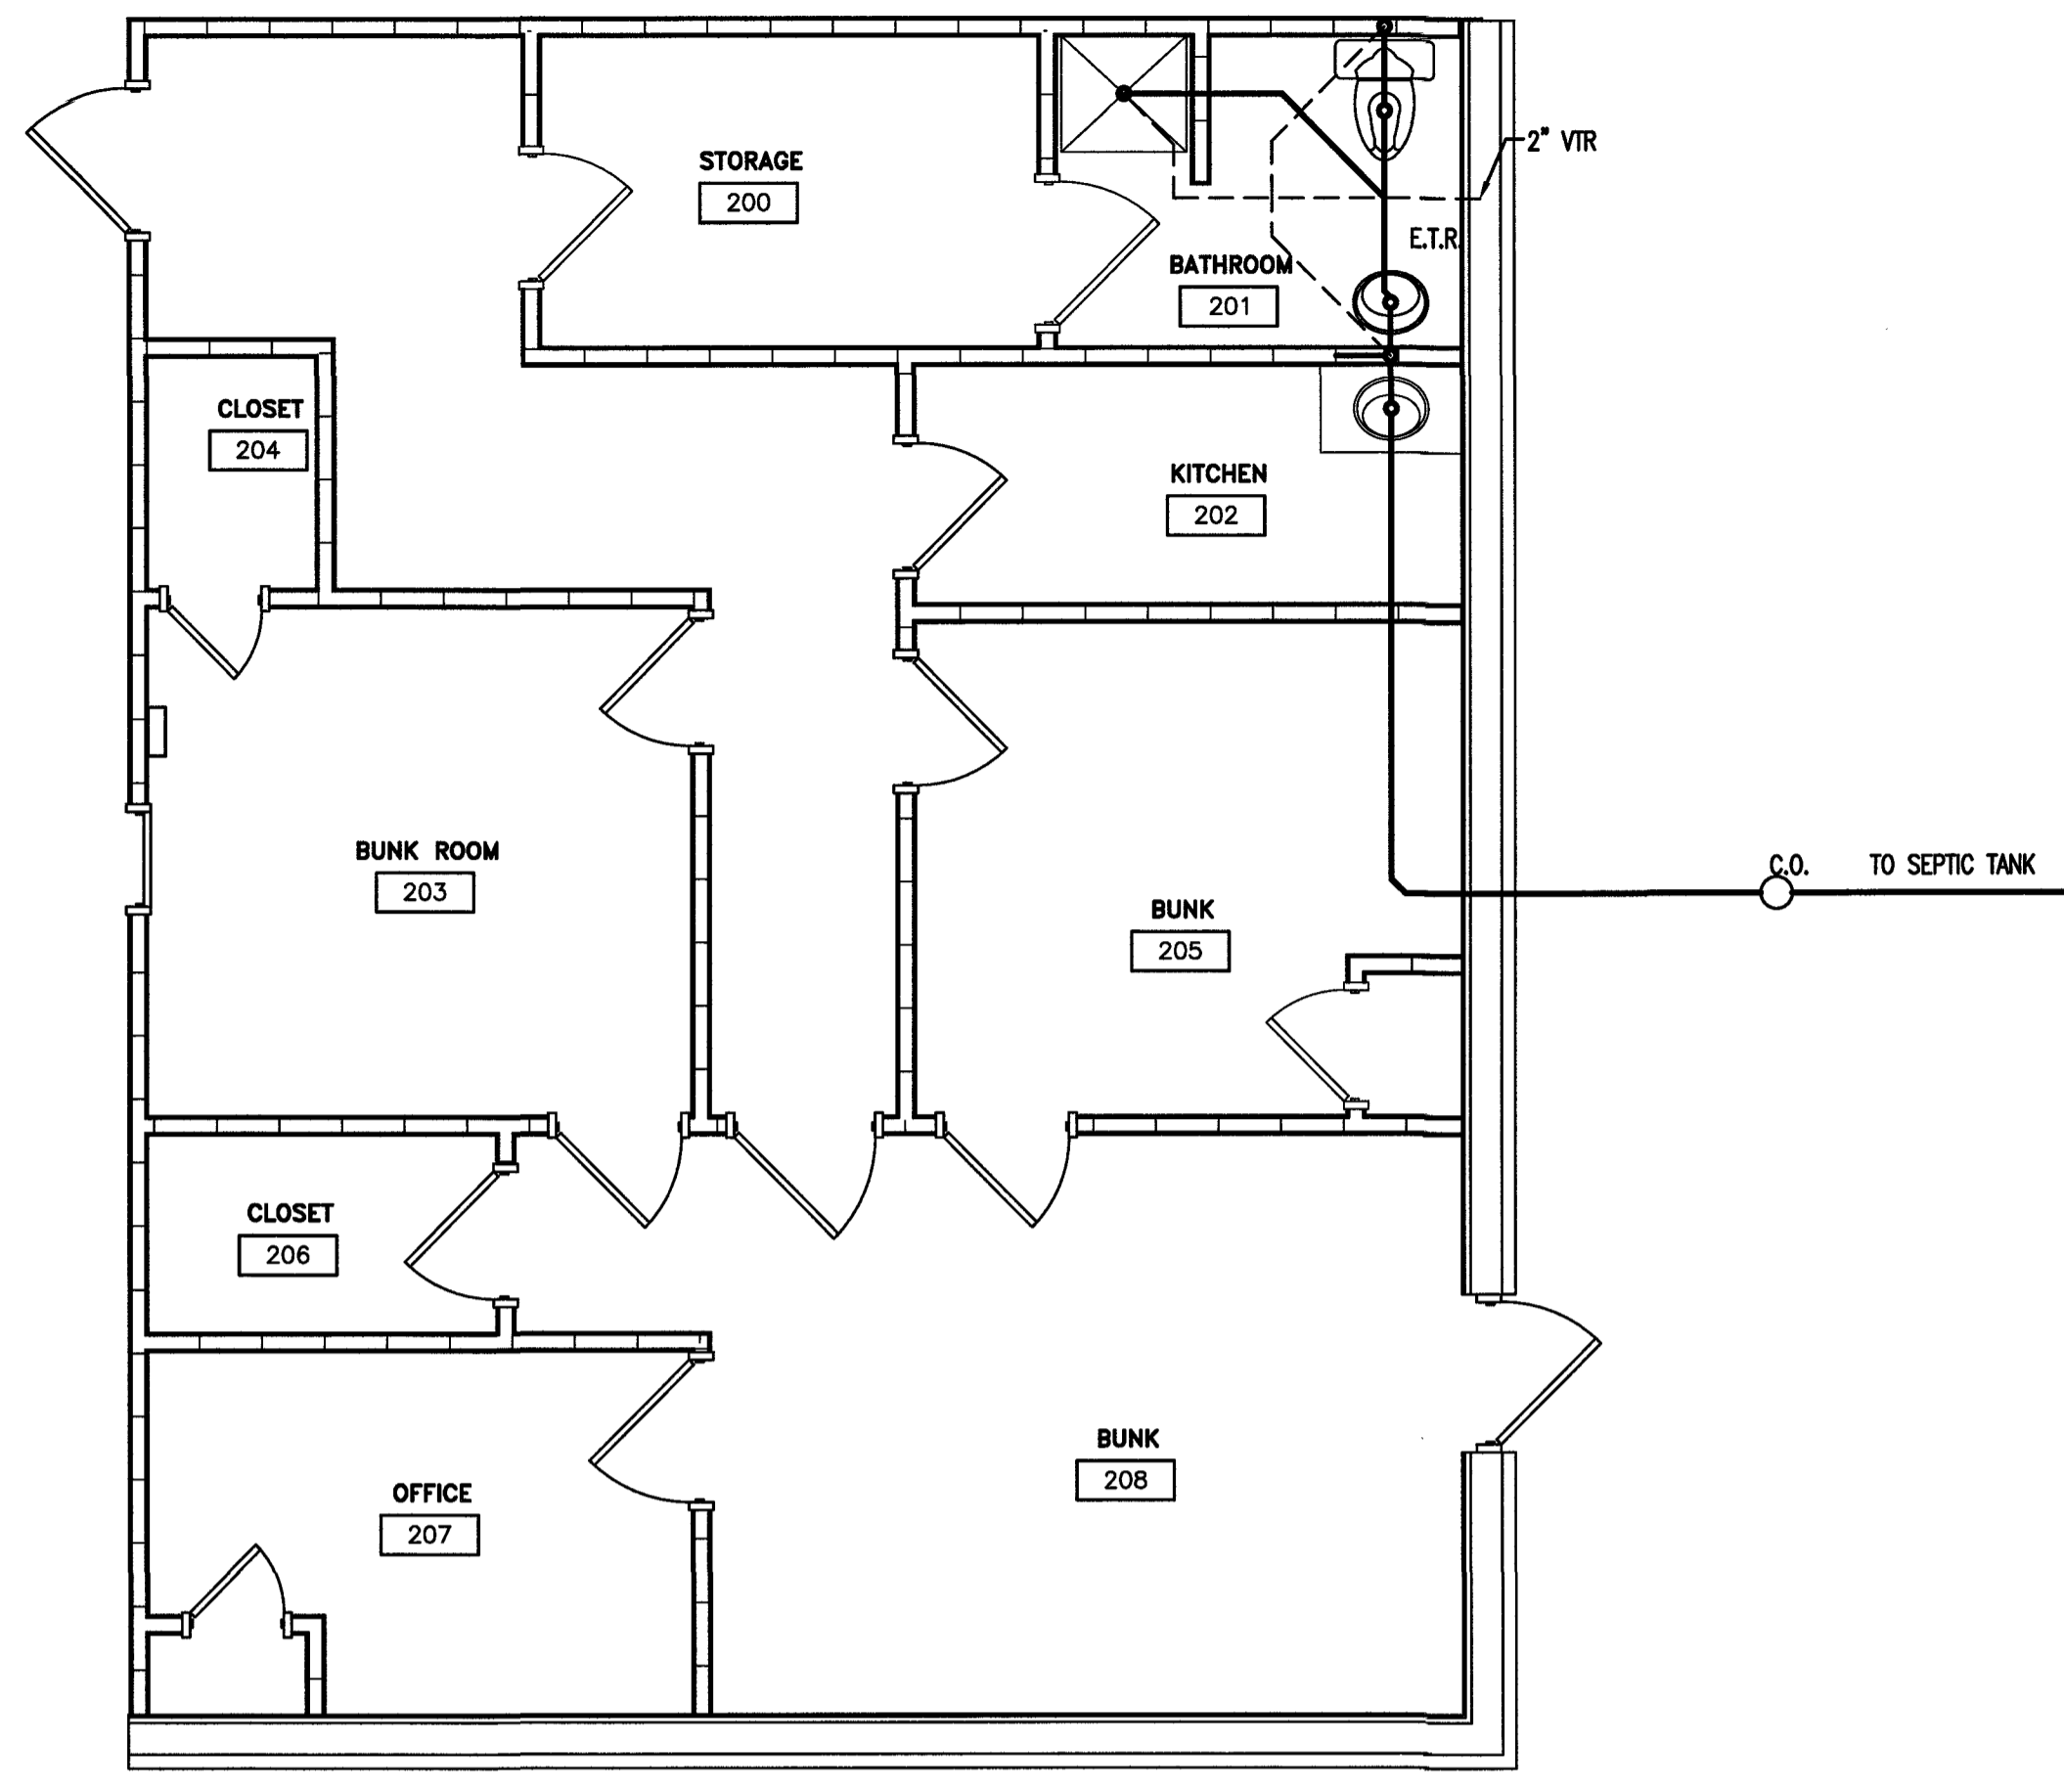 STORAGE
200
2" VTR
E.T.R.
BATHROOM
201
CLOSET
204
KITCHEN
202
BUNK ROOM
203
C.O.
TO SEPTIC TANK
BUNK
205
CLOSET
206
BUNK
208
OFFICE
207